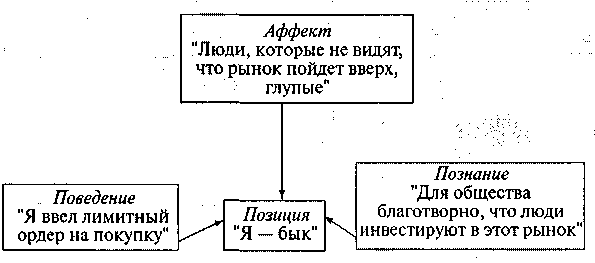 Аффект
"Люди, которые не видят,
что рынок пойдет вверх,
глупые"
Поведение
"Я ввел лимитный
ордер на покупку"
Позиция
"Я — бык"
Познание
"Для общества
благотворно, что люди
инвестируют в этот рынок"